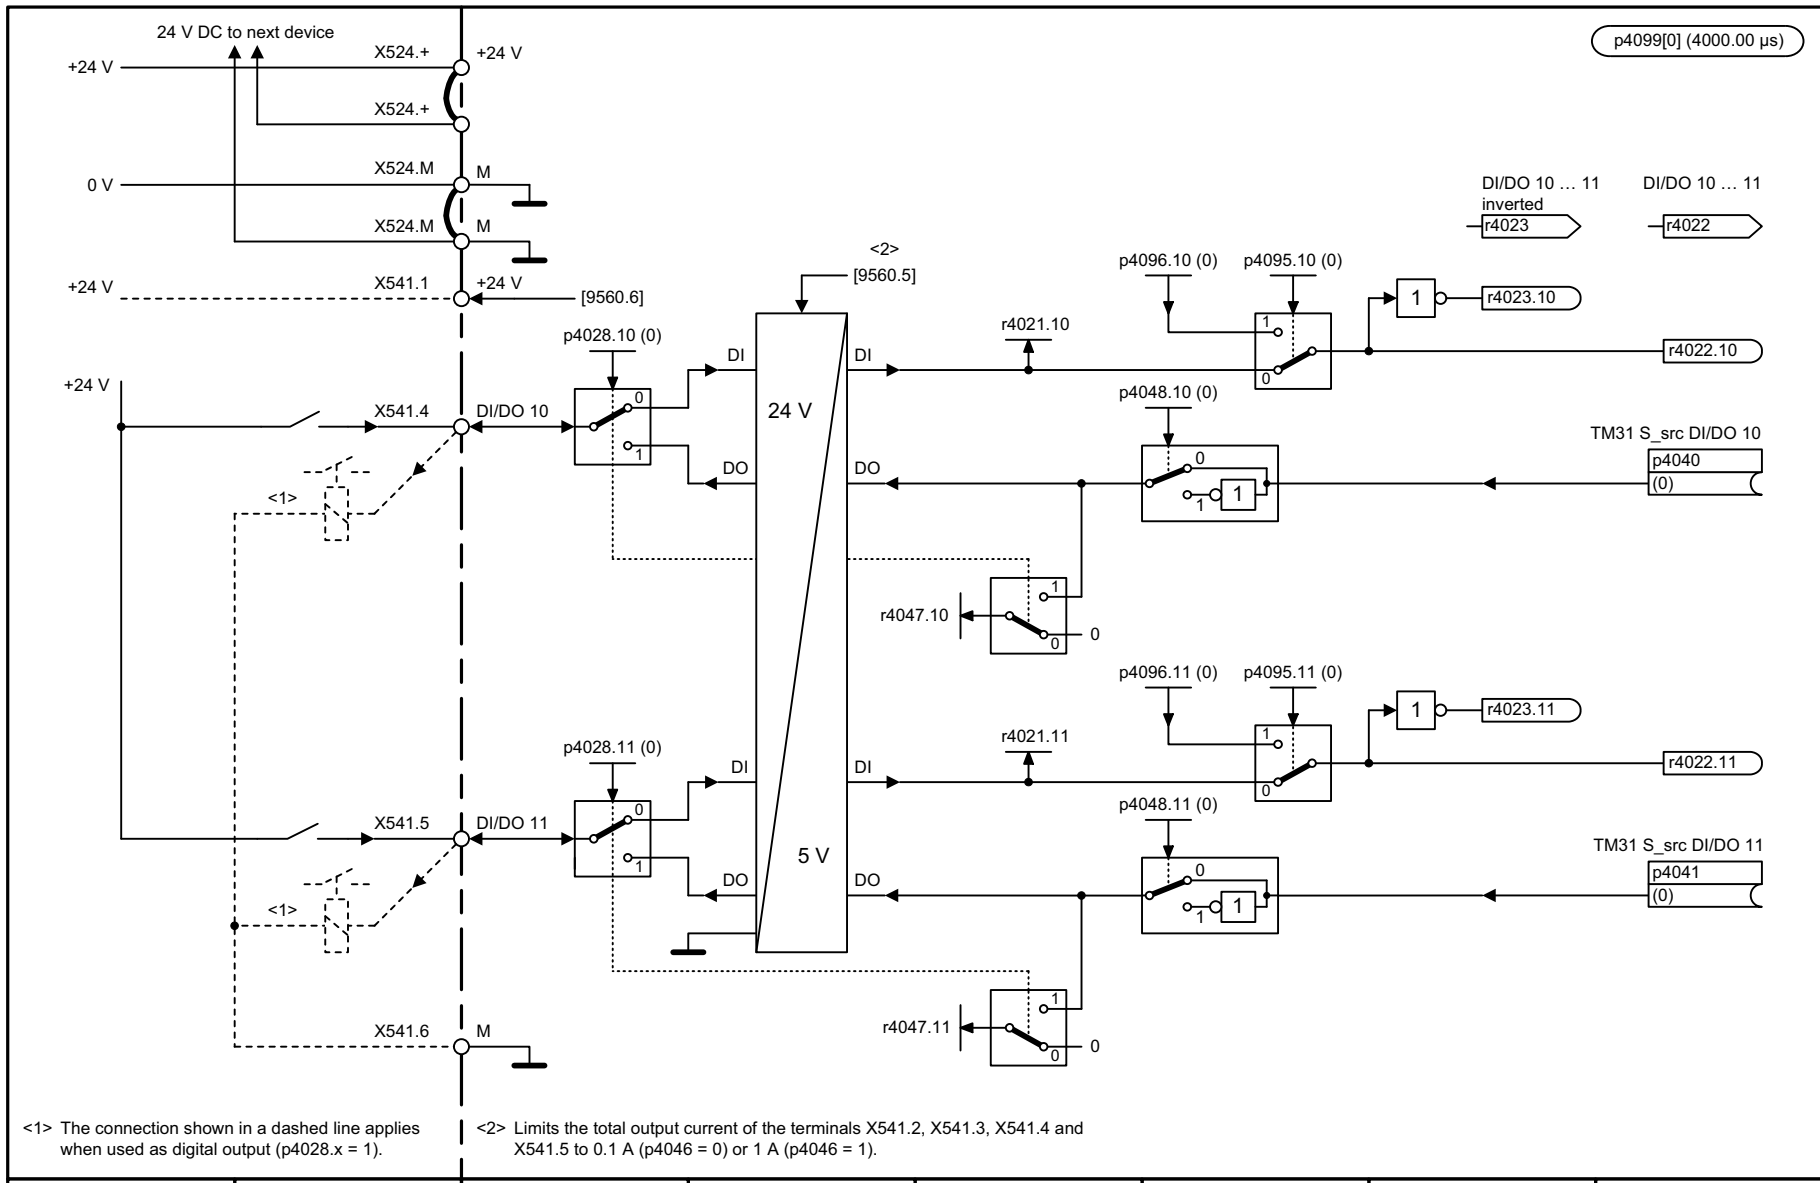 24 V DC to next device
X524.+
+24 V
p4099[0] (4000.00 µs)
+24 V
X524.+
X524.M
M
0 V
DI/DO 10 … 11
inverted
r4023
DI/DO 10 … 11
r4022
X524.M
M
<2>
[9560.5]
p4096.10 (0)
p4095.10 (0)
+24 V
X541.1
+24 V
[9560.6]
1
r4023.10
p4028.10 (0)
r4021.10
1
0
r4022.10
DI
DI
+24 V
X541.4
DI/DO 10
0
1
24 V
p4048.10 (0)
TM31 S_src DI/DO 10
p4040
(0)
DO
DO
0
1
1
<1>
1
0
0
r4047.10
p4096.11 (0)
p4095.11 (0)
1
r4023.11
p4028.11 (0)
r4021.11
1
0
r4022.11
DI
DI
X541.5
DI/DO 11
0
1
5 V
p4048.11 (0)
TM31 S_src DI/DO 11
p4041
(0)
DO
DO
0
1
1
<1>
1
0
0
r4047.11
X541.6
M
<1> The connection shown in a dashed line applies
when used as digital output (p4028.x = 1).
<2> Limits the total output current of the terminals X541.2, X541.3, X541.4 and
X541.5 to 0.1 A (p4046 = 0) or 1 A (p4046 = 1).